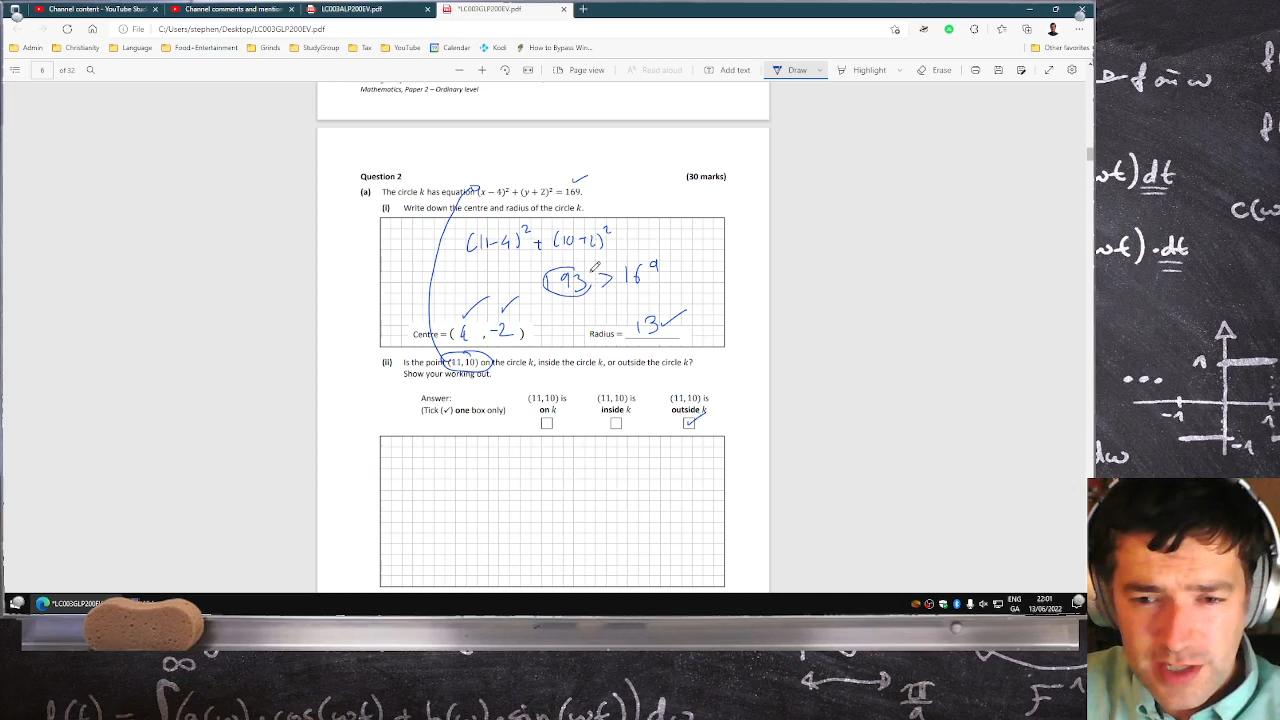 Channel content - YouTube Stud
Channel comments and mention
LC003ALP200EV.pdf
*LC003GLP200EV.pdf
File
C:/Users/stephen/Desktop/LC003GLP200EV.pdf
Admin
Christianity
Language
Food+Entertainment
Grinds
StudyGroup
Tax
YouTube
Calendar
Kodi
How to Bypass Win...
Other favorites
6 of 32
Page view
Read aloud
Add text
Draw
Highlight
Erase
Mathematics, Paper 2 – Ordinary level
Question 2 (30 marks)
(a) The circle k has equation (x − 4)² + (y + 2)² = 169.
(i) Write down the centre and radius of the circle k.
(11-4)² + (10+2)²
193 > 169
Centre = ( 4 , -2 ) Radius = 13
(ii) Is the point (11, 10) on the circle k, inside the circle k, or outside the circle k?
Show your working out.
Answer: (11, 10) is (11, 10) is (11, 10) is
(Tick (✓) one box only) on k inside k outside k
*LC003GLP200EV
ENG
GA
22:01
13/06/2022